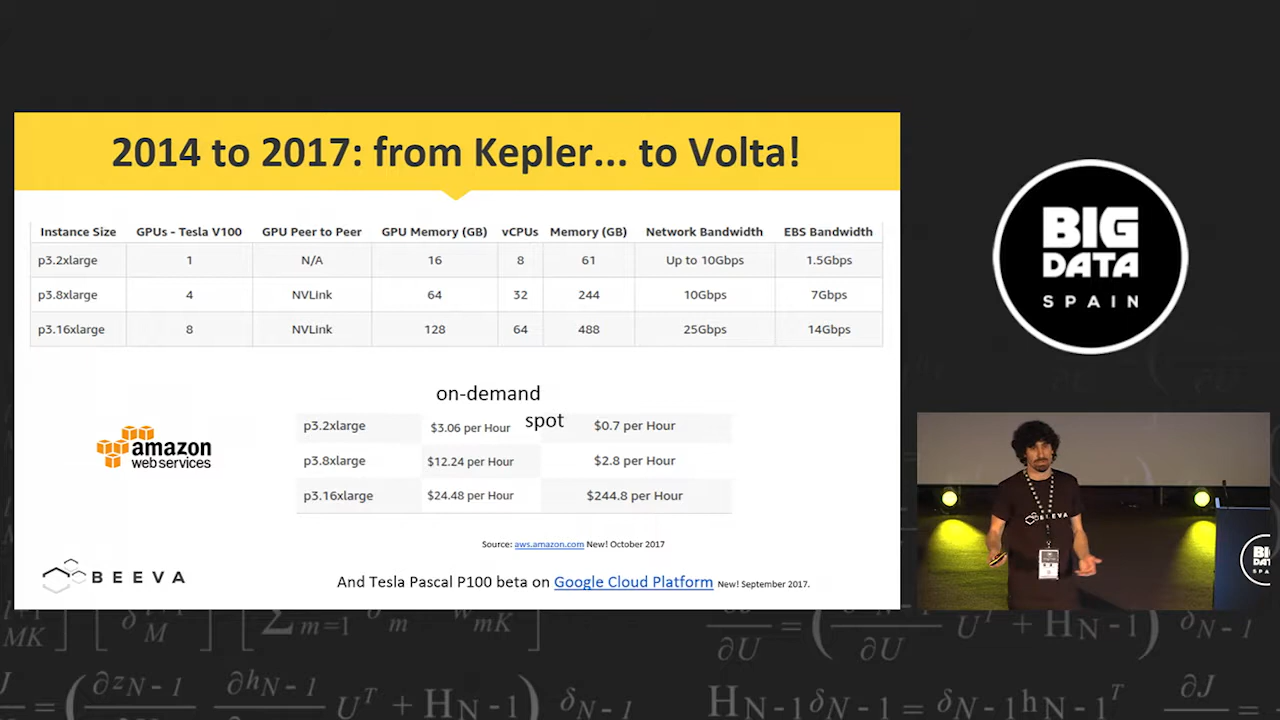 2014 to 2017: from Kepler... to Volta!
Instance Size GPUs - Tesla V100 GPU Peer to Peer GPU Memory (GB) vCPUs Memory (GB) Network Bandwidth EBS Bandwidth
p3.2xlarge 1 N/A 16 8 61 Up to 10Gbps 1.5Gbps
p3.8xlarge 4 NVLink 64 32 244 10Gbps 7Gbps
p3.16xlarge 8 NVLink 128 64 488 25Gbps 14Gbps
on-demand
spot
p3.2xlarge $3.06 per Hour $0.7 per Hour
p3.8xlarge $12.24 per Hour $2.8 per Hour
p3.16xlarge $24.48 per Hour $244.8 per Hour
amazon
web services
Source: aws.amazon.com New! October 2017
BEEVA
And Tesla Pascal P100 beta on Google Cloud Platform New! September 2017.
BIG
DATA
SPAIN
BEEVA
BIG
DAT
SPA